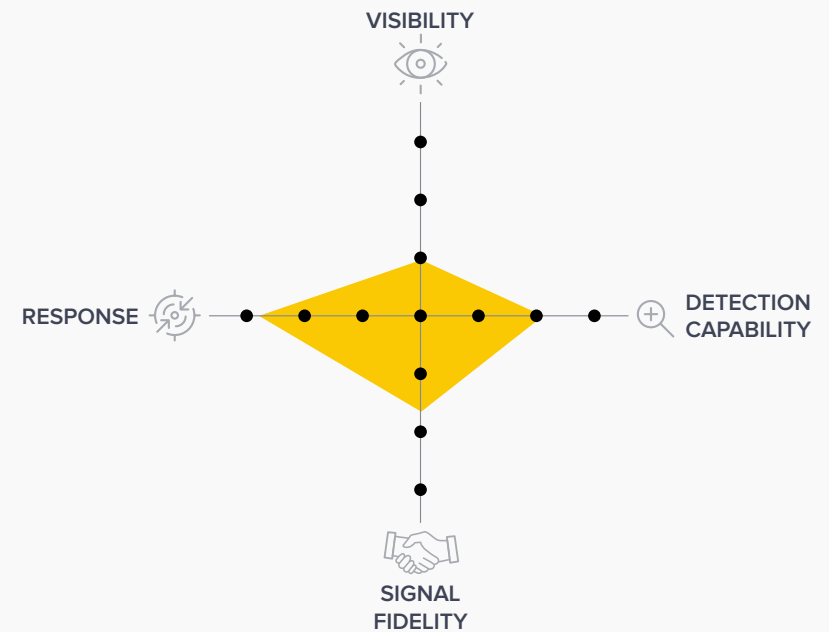 VISIBILITY
RESPONSE
DETECTION
CAPABILITY
SIGNAL
FIDELITY